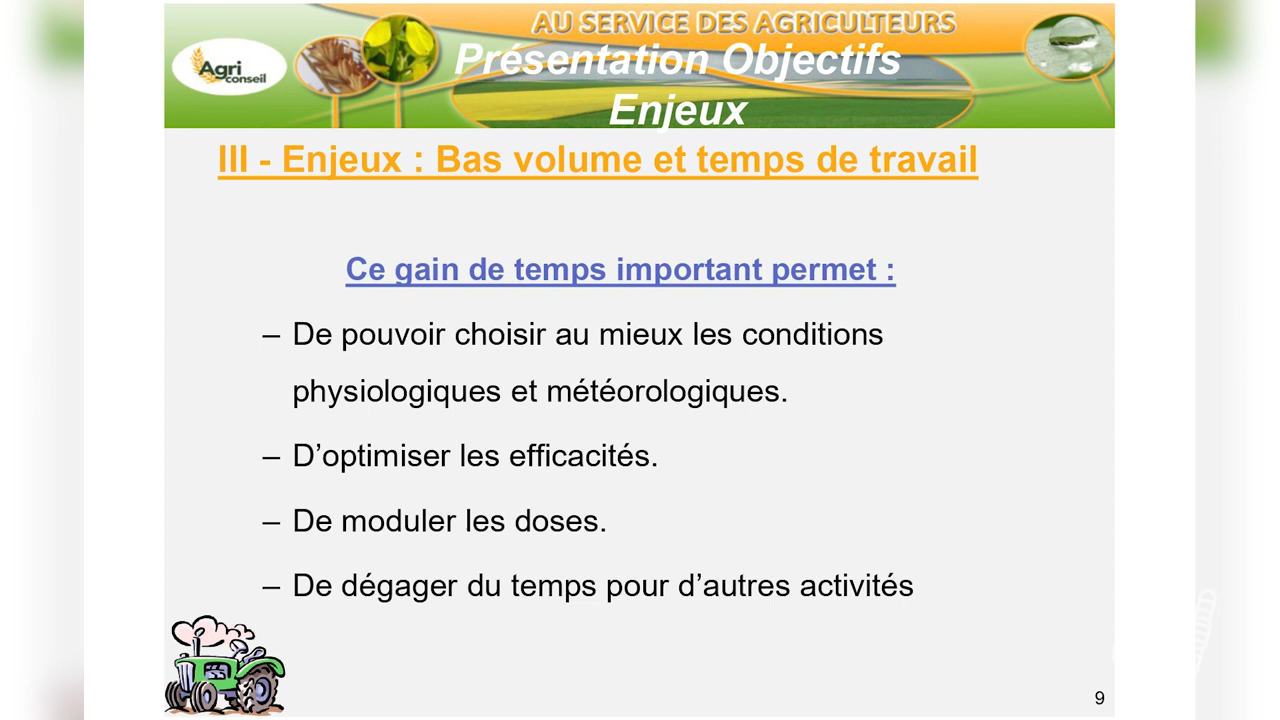 AU SERVICE DES AGRICULTEURS
Agri
conseil
Présentation Objectifs
Enjeux
III - Enjeux : Bas volume et temps de travail
Ce gain de temps important permet :
– De pouvoir choisir au mieux les conditions
physiologiques et météorologiques.
– D’optimiser les efficacités.
– De moduler les doses.
– De dégager du temps pour d’autres activités
9